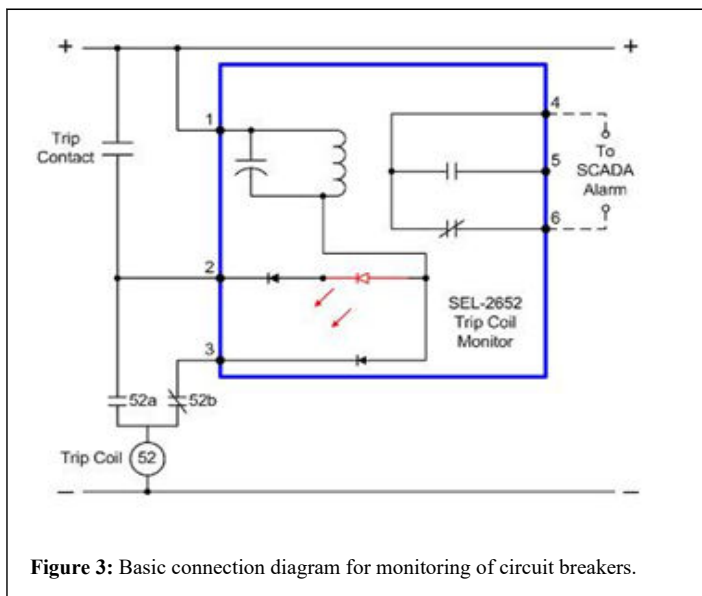 + +
Trip
Contact
1
4
To
SCADA
Alarm
5
6
2
SEL-2652
Trip Coil
Monitor
3
52a 52b
Trip Coil 52
− −
Figure 3: Basic connection diagram for monitoring of circuit breakers.